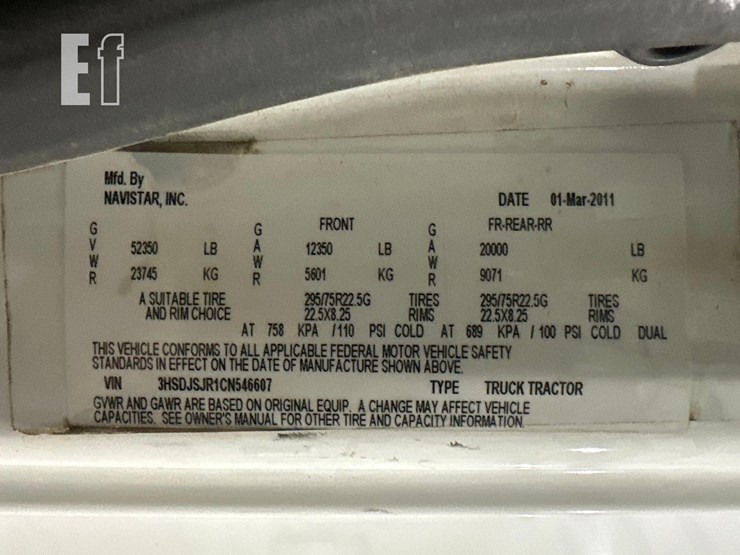 Ef
Mfd. By
NAVISTAR, INC. DATE 01-Mar-2011
GVWR 52350 LB 23745 KG GAWR FRONT 12350 LB 5601 KG GAWR FR-REAR-RR 20000 LB 9071 KG
A SUITABLE TIRE 295/75R22.5G TIRES 295/75R22.5G TIRES
AND RIM CHOICE 22.5X8.25 RIMS 22.5X8.25 RIMS
AT 758 KPA /110 PSI COLD AT 689 KPA / 100 PSI COLD DUAL
THIS VEHICLE CONFORMS TO ALL APPLICABLE FEDERAL MOTOR VEHICLE SAFETY
STANDARDS IN EFFECT ON THE DATE OF MANUFACTURE SHOWN ABOVE.
VIN 3HSDJSJR1CN546607 TYPE TRUCK TRACTOR
GVWR AND GAWR ARE BASED ON ORIGINAL EQUIP. A CHANGE MAY AFFECT VEHICLE
CAPACITIES. SEE OWNER'S MANUAL FOR OTHER TIRE AND CAPACITY INFORMATION.